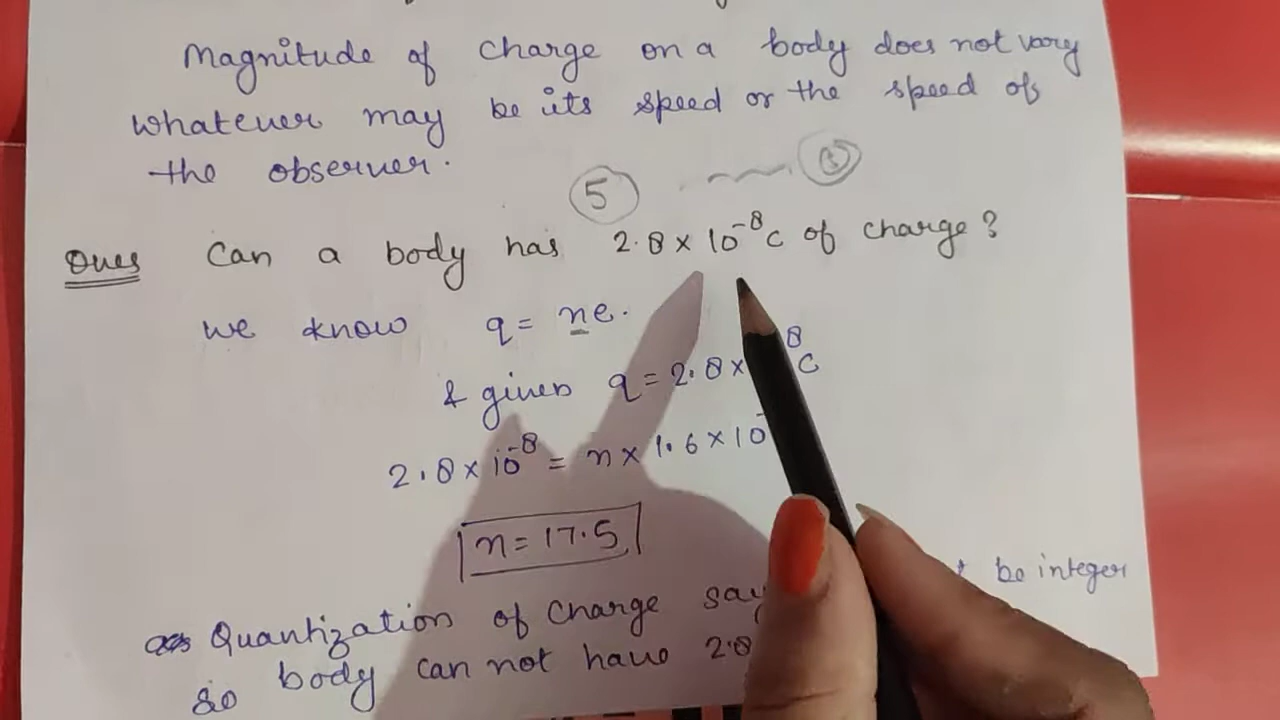 Magnitude of Charge on a body does not vary
whatever may be its speed or the speed of
the observer.
5
Ques Can a body has 2.8 x 10⁻⁸ C of charge?
we know q = ne.
& given q = 2.8 x 8 C
2.8 x 10⁻⁸ = n x 1.6 x 10⁻
n = 17.5
Quantization of Charge say be integer
so body can not have 2.8